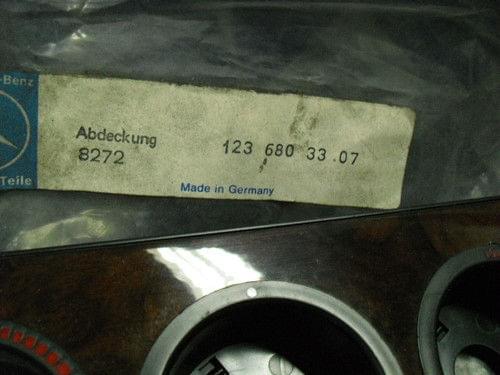 -Benz
Teile
Abdeckung
8272
123 680 33.07
Made in Germany